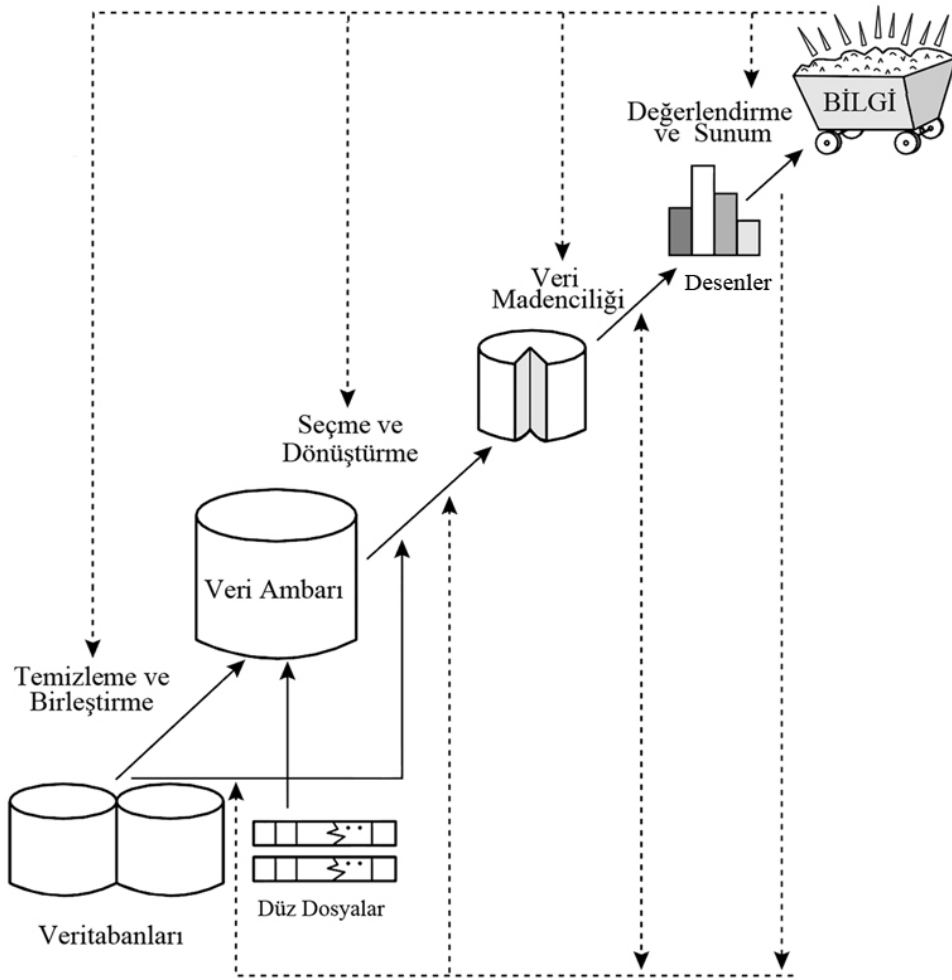 BİLGİ
Değerlendirme
ve Sunum
Desenler
Veri
Madenciliği
Seçme ve
Dönüştürme
Veri Ambarı
Temizleme ve
Birleştirme
Düz Dosyalar
Veritabanları